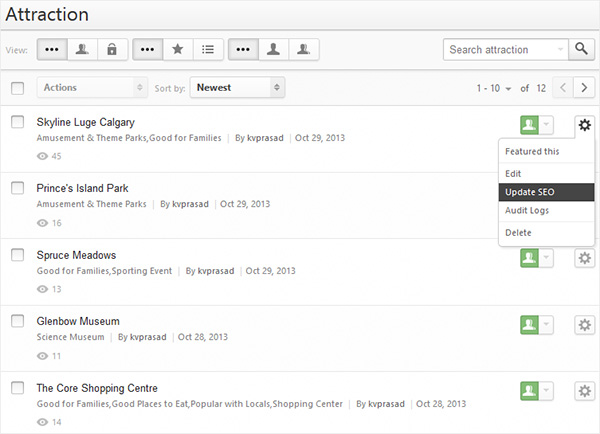 Attraction
View:
Search attraction
Actions Sort by: Newest 1 - 10 of 12
Skyline Luge Calgary
Amusement & Theme Parks,Good for Families | By kvprasad | Oct 29, 2013
45
Featured this
Edit
Update SEO
Audit Logs
Delete
Prince's Island Park
Amusement & Theme Parks | By kvprasad | Oct 29, 2013
16
Spruce Meadows
Good for Families,Sporting Event | By kvprasad | Oct 29, 2013
13
Glenbow Museum
Science Museum | By kvprasad | Oct 28, 2013
11
The Core Shopping Centre
Good for Families,Good Places to Eat,Popular with Locals,Shopping Center | By kvprasad | Oct 28, 2013
14